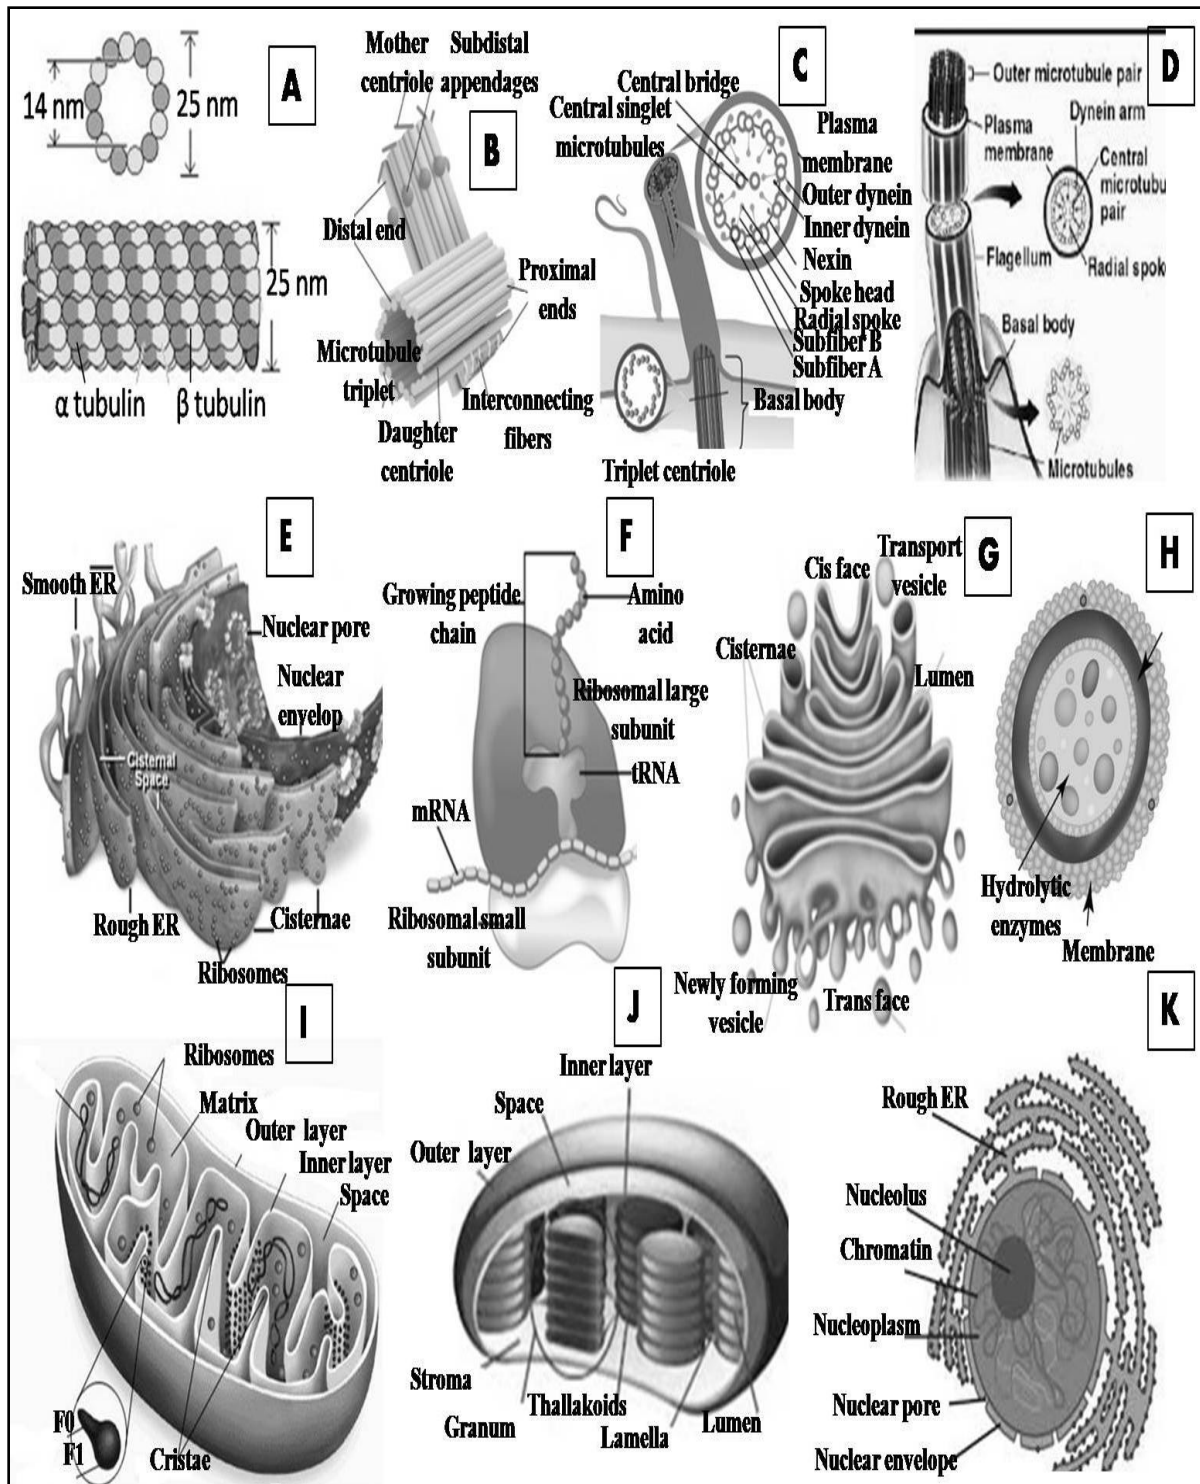 A
14 nm
25 nm
25 nm
α tubulin
β tubulin
B
Mother
centriole
Subdistal
appendages
Distal end
Proximal
ends
Microtubule
triplet
Daughter
centriole
Interconnecting
fibers
C
Central bridge
Central singlet
microtubules
Plasma
membrane
Outer dynein
Inner dynein
Nexin
Spoke head
Radial spoke
Subfiber B
Subfiber A
Basal body
Triplet centriole
D
Outer microtubule pair
Dynein arm
Plasma
membrane
Central
microtubu
pair
Flagellum
Radial spok
Basal body
Microtubules
E
Smooth ER
Nuclear pore
Nuclear
envelop
Cisternal
Space
Rough ER
Cisternae
Ribosomes
F
Growing peptide
chain
Amino
acid
Ribosomal large
subunit
tRNA
mRNA
Ribosomal small
subunit
G
Cis face
Transport
vesicle
Cisternae
Lumen
Newly forming
vesicle
Trans face
H
Hydrolytic
enzymes
Membrane
I
Ribosomes
Matrix
Outer layer
Inner layer
Space
F0
F1
Cristae
J
Inner layer
Space
Outer layer
Stroma
Granum
Thallakoids
Lamella
Lumen
K
Rough ER
Nucleolus
Chromatin
Nucleoplasm
Nuclear pore
Nuclear envelope